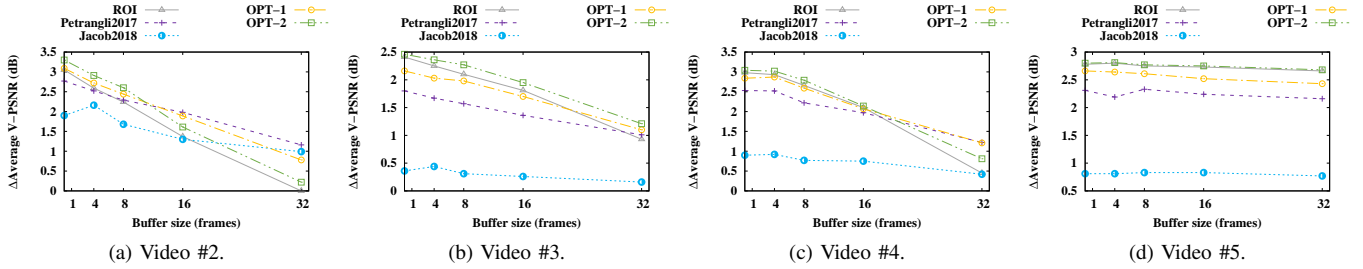 ROI
Petrangli2017
Jacob2018
OPT−1
OPT−2
ΔAverage V−PSNR (dB)
3.5
3
2.5
2
1.5
1
0.5
0
1 4 8 16 32
Buffer size (frames)
(a) Video #2.
ROI
Petrangli2017
Jacob2018
OPT−1
OPT−2
ΔAverage V−PSNR (dB)
2.5
2
1.5
1
0.5
0
1 4 8 16 32
Buffer size (frames)
(b) Video #3.
ROI
Petrangli2017
Jacob2018
OPT−1
OPT−2
ΔAverage V−PSNR (dB)
3.5
3
2.5
2
1.5
1
0.5
0
1 4 8 16 32
Buffer size (frames)
(c) Video #4.
ROI
Petrangli2017
Jacob2018
OPT−1
OPT−2
ΔAverage V−PSNR (dB)
3
2.5
2
1.5
1
0.5
1 4 8 16 32
Buffer size (frames)
(d) Video #5.